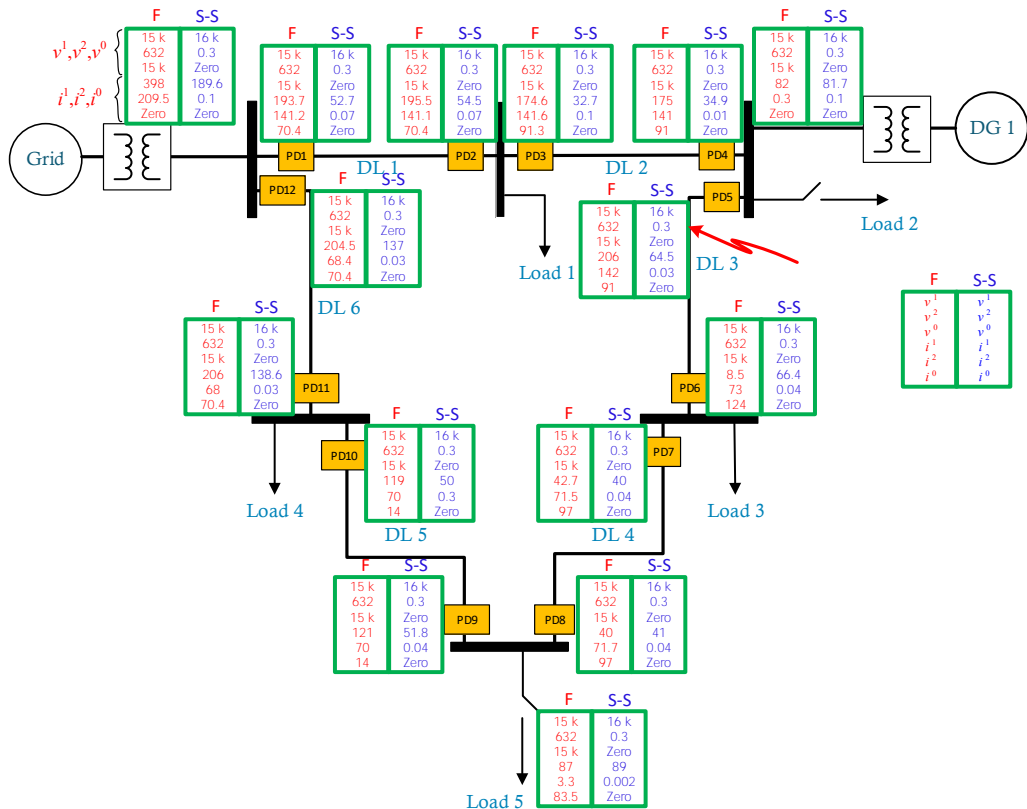 F S-S
v¹,v²,v⁰
i¹,i²,i⁰
15 k 16 k
632 0.3
15 k Zero
398 189.6
209.5 0.1
Zero Zero
F S-S
15 k 16 k
632 0.3
15 k Zero
193.7 52.7
141.2 0.07
70.4 Zero
F S-S
15 k 16 k
632 0.3
15 k Zero
195.5 54.5
141.1 0.07
70.4 Zero
F S-S
15 k 16 k
632 0.3
15 k Zero
174.6 32.7
141.6 0.1
91.3 Zero
F S-S
15 k 16 k
632 0.3
15 k Zero
175 34.9
141 0.01
91 Zero
F S-S
15 k 16 k
632 0.3
15 k Zero
82 81.7
0.3 0.1
Zero Zero
Grid
PD1
DL 1
PD2
PD3
DL 2
PD4
DG 1
PD12
F S-S
15 k 16 k
632 0.3
15 k Zero
204.5 137
68.4 0.03
70.4 Zero
DL 6
Load 1
PD5
F S-S
15 k 16 k
632 0.3
15 k Zero
206 64.5
142 0.03
91 Zero
DL 3
Load 2
F S-S
v¹ v¹
v² v²
v⁰ v⁰
i¹ i¹
i² i²
i⁰ i⁰
F S-S
15 k 16 k
632 0.3
15 k Zero
206 138.6
68 0.03
70.4 Zero
PD11
PD6
F S-S
15 k 16 k
632 0.3
15 k Zero
8.5 66.4
73 0.04
124 Zero
PD10
F S-S
15 k 16 k
632 0.3
15 k Zero
119 50
70 0.3
14 Zero
F S-S
15 k 16 k
632 0.3
15 k Zero
42.7 40
71.5 0.04
97 Zero
PD7
Load 4
DL 5
DL 4
Load 3
F S-S
15 k 16 k
632 0.3
15 k Zero
121 51.8
70 0.04
14 Zero
PD9
PD8
F S-S
15 k 16 k
632 0.3
15 k Zero
40 41
71.7 0.04
97 Zero
F S-S
15 k 16 k
632 0.3
15 k Zero
87 89
3.3 0.002
83.5 Zero
Load 5